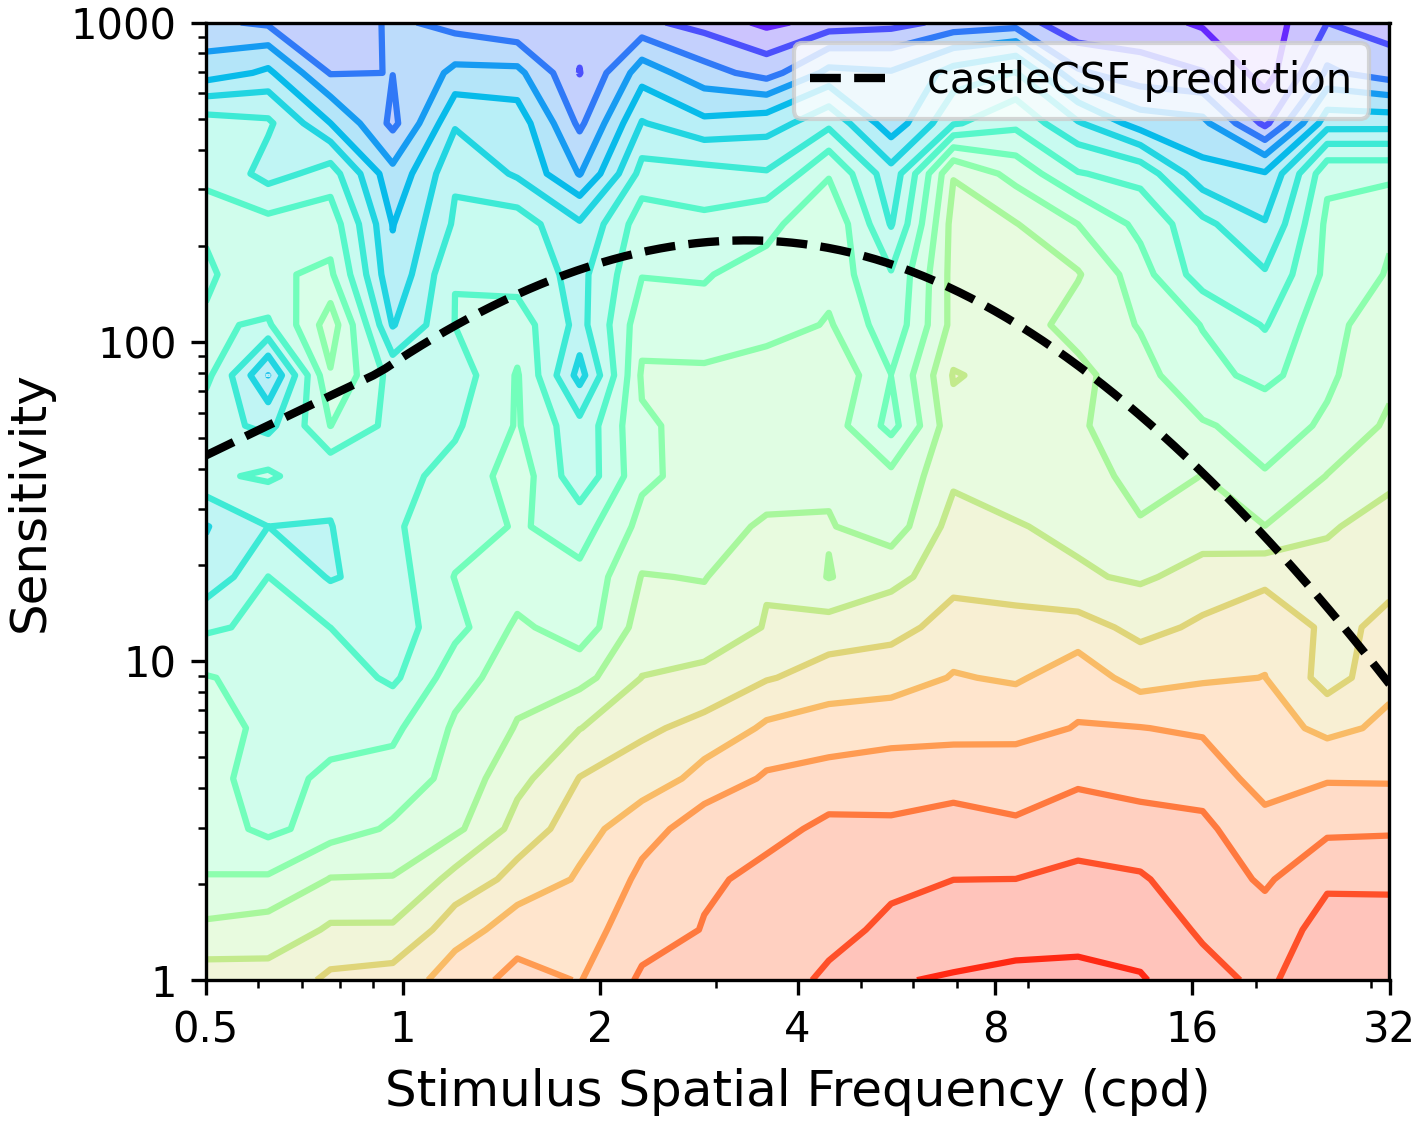 1000
castleCSF prediction
100
Sensitivity
10
1
0.5 1 2 4 8 16 32
Stimulus Spatial Frequency (cpd)